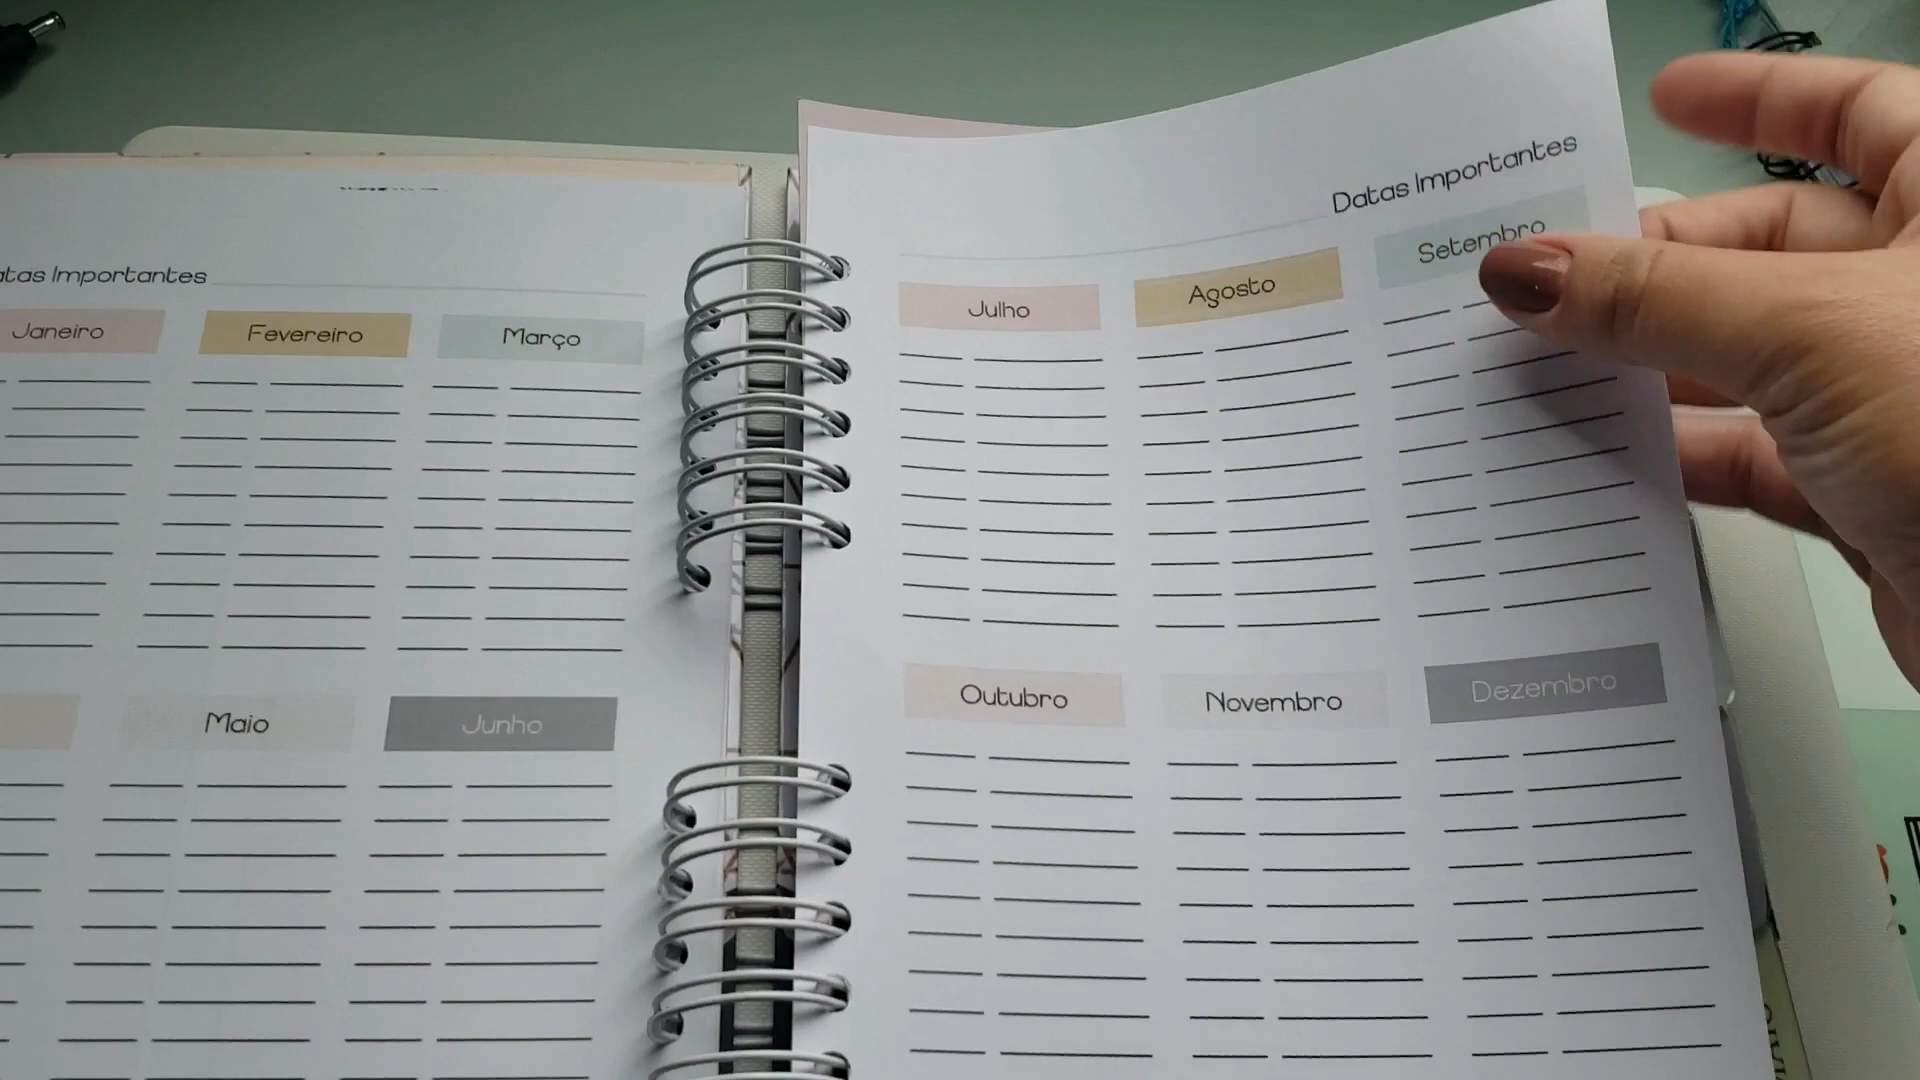 atas Importantes
Janeiro Fevereiro Março
Maio Junho
Datas Importantes
Julho Agosto Setembro
Outubro Novembro Dezembro